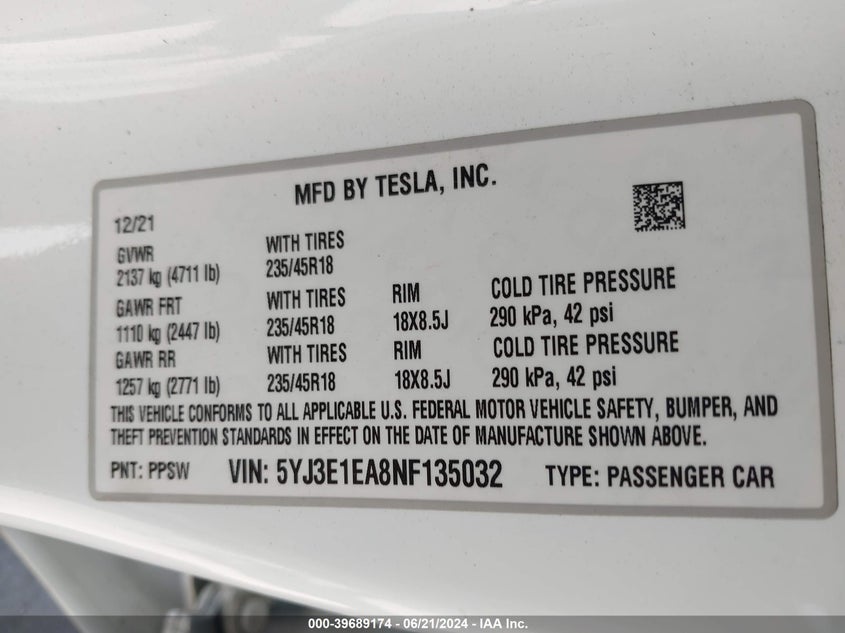 MFD BY TESLA, INC.
12/21
GVWR WITH TIRES
2137 kg (4711 lb) 235/45R18
GAWR FRT WITH TIRES RIM COLD TIRE PRESSURE
1110 kg (2447 lb) 235/45R18 18X8.5J 290 kPa, 42 psi
GAWR RR WITH TIRES RIM COLD TIRE PRESSURE
1257 kg (2771 lb) 235/45R18 18X8.5J 290 kPa, 42 psi
THIS VEHICLE CONFORMS TO ALL APPLICABLE U.S. FEDERAL MOTOR VEHICLE SAFETY, BUMPER, AND
THEFT PREVENTION STANDARDS IN EFFECT ON THE DATE OF MANUFACTURE SHOWN ABOVE.
PNT: PPSW VIN: 5YJ3E1EA8NF135032 TYPE: PASSENGER CAR
000-39689174 - 06/21/2024 - IAA Inc.